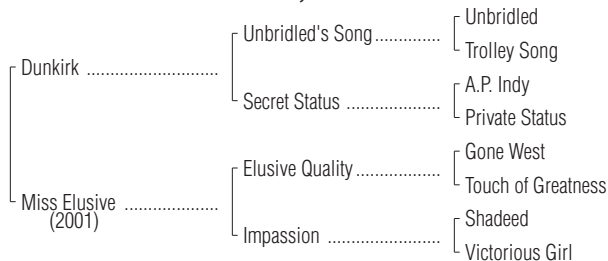 Unbridled
Unbridled's Song..............
Trolley Song
Dunkirk ............................
A.P. Indy
Secret Status ....................
Private Status
Gone West
Elusive Quality..................
Touch of Greatness
Miss Elusive ....................
(2001)
Shadeed
Impassion ........................
Victorious Girl